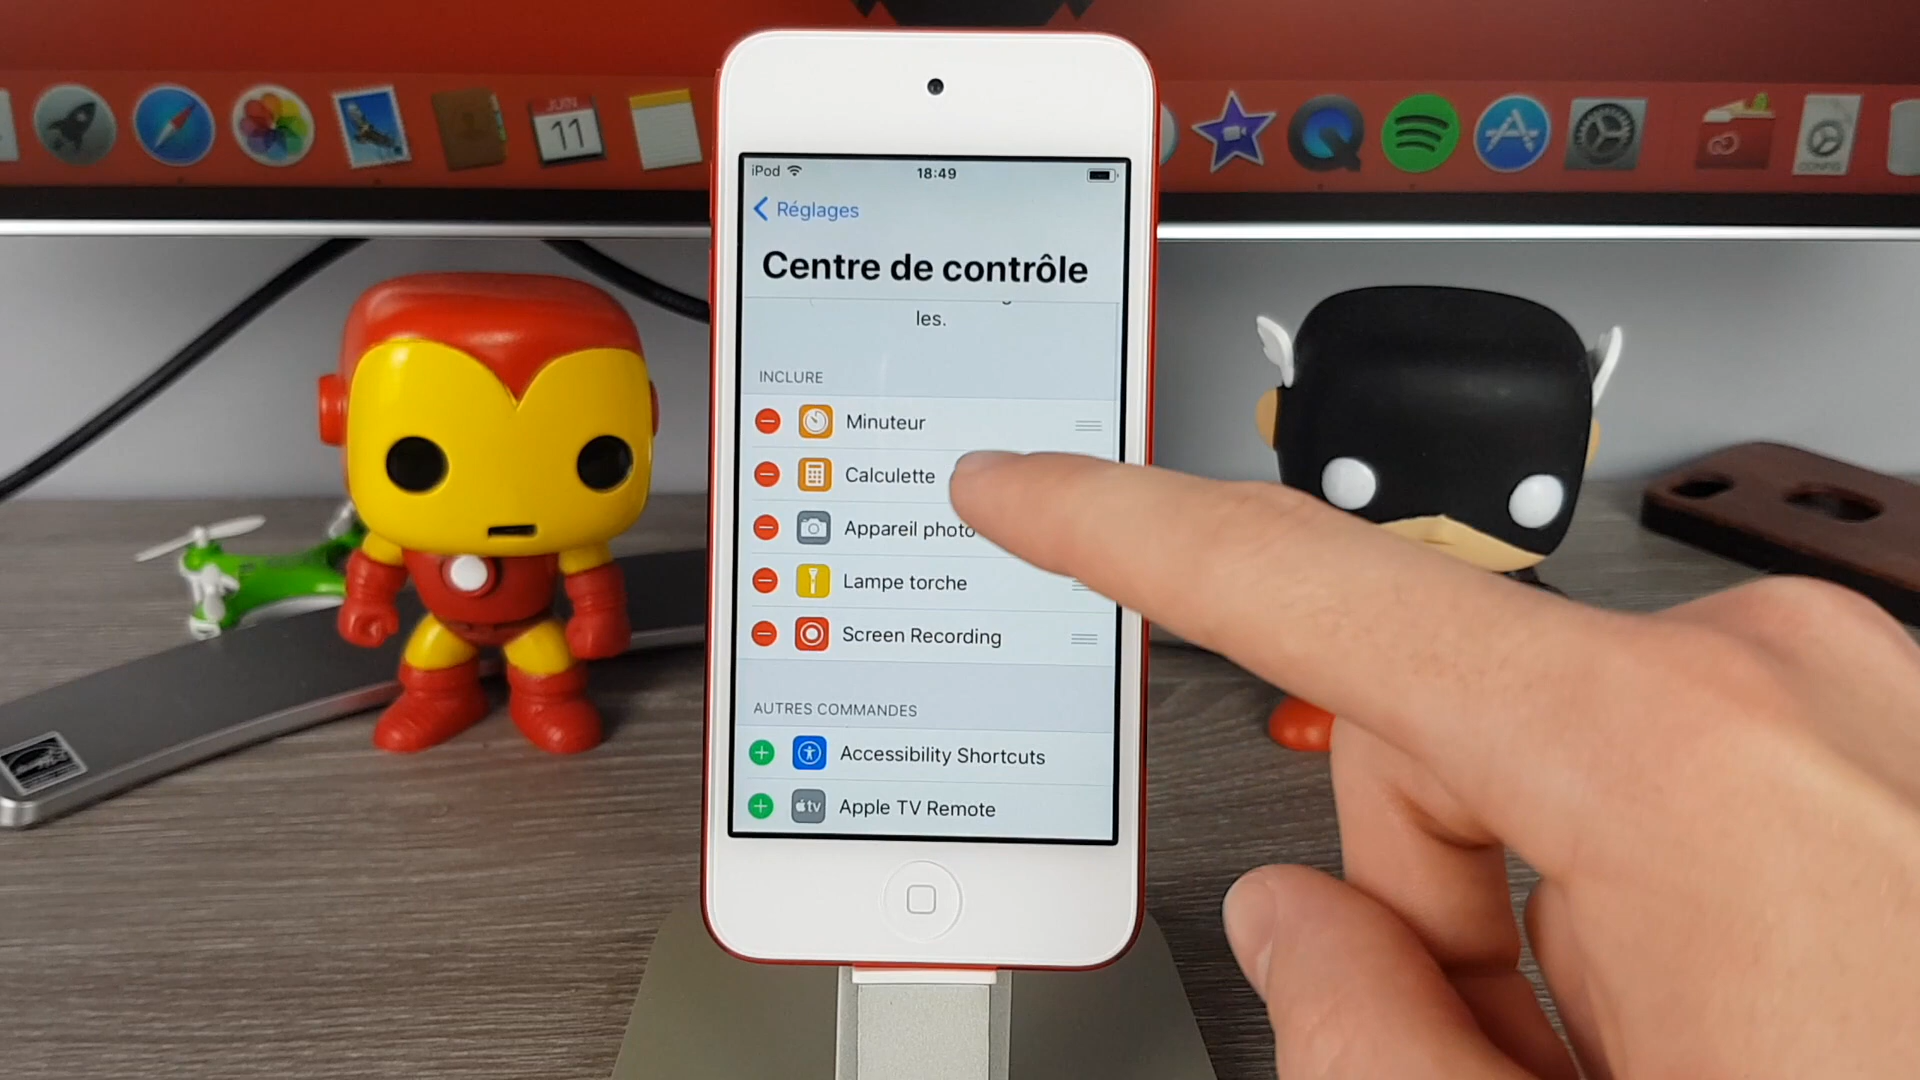 JUIN
11
iPod
18:49
Réglages
Centre de contrôle
les.
INCLURE
Minuteur
Calculette
Appareil photo
Lampe torche
Screen Recording
AUTRES COMMANDES
Accessibility Shortcuts
tv
Apple TV Remote